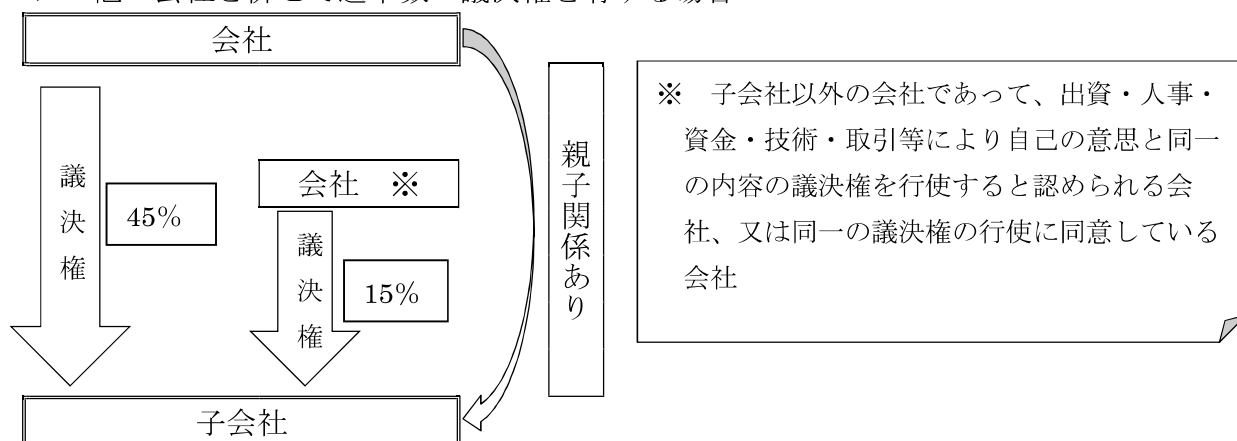 会社
議決権
45%
会社　※
議決権
15%
親子関係あり
※　子会社以外の会社であって、出資・人事・
資金・技術・取引等により自己の意思と同一
の内容の議決権を行使すると認められる会
社、又は同一の議決権の行使に同意している
会社
子会社